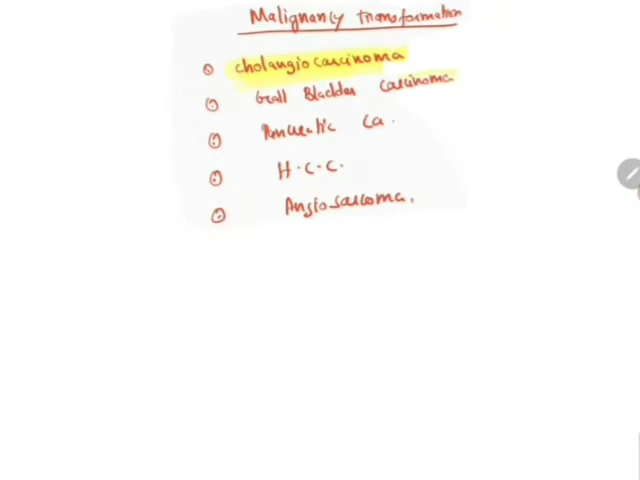 Malignancy transformation
cholangiocarcinoma
Gall Bladder carcinoma
Pancreatic Ca.
H.C.C.
Angiosarcoma.